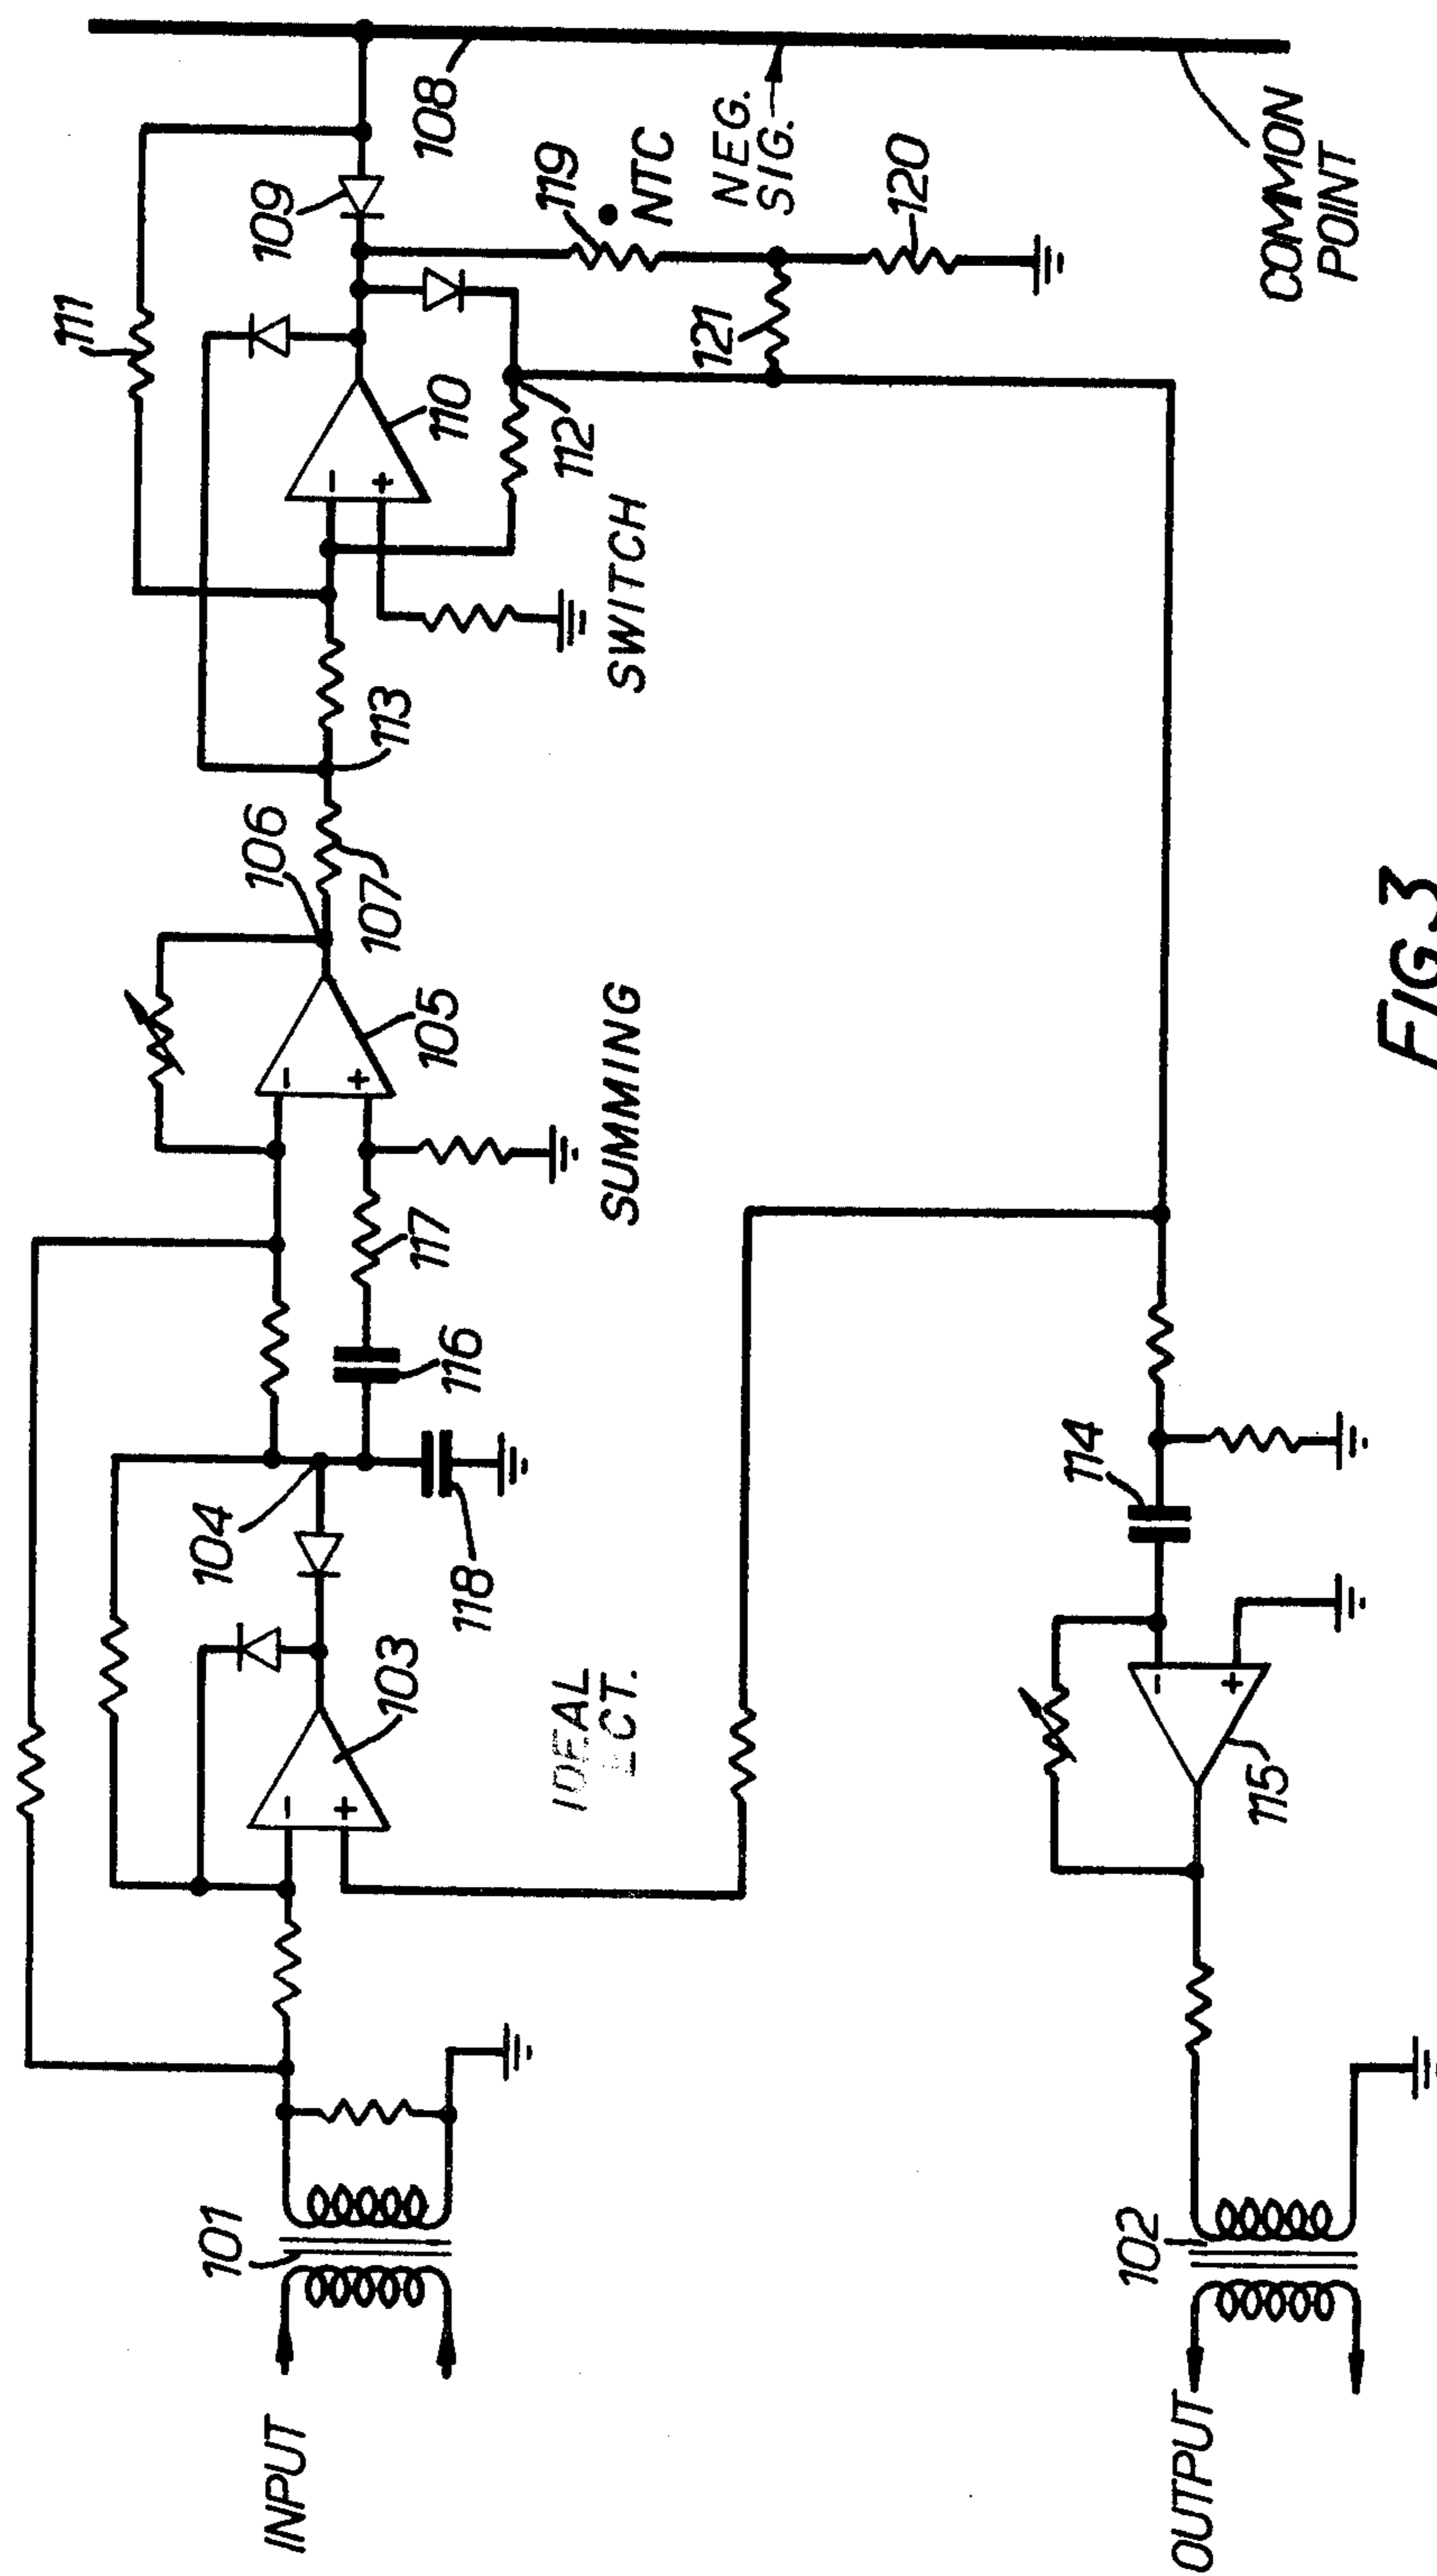 111
109
108
119
NTC
NEG.
SIG.
120
121
110
112
SWITCH
113
COMMON
POINT
106
107
105
SUMMING
117
116
104
118
103
IDEAL
114
115
101
INPUT
102
OUTPUT
FIG.3